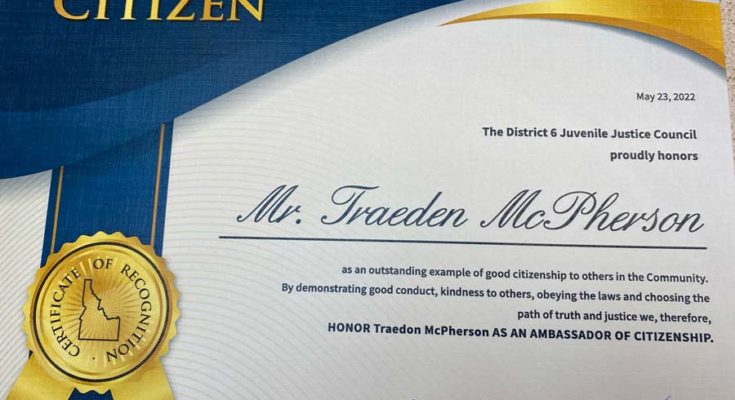 CITIZEN
May 23, 2022
The District 6 Juvenile Justice Council
proudly honors
Mr. Traeden McPherson
as an outstanding example of good citizenship to others in the Community.
By demonstrating good conduct, kindness to others, obeying the laws and choosing the
path of truth and justice we, therefore,
HONOR Traedon McPherson AS AN AMBASSADOR OF CITIZENSHIP.
CERTIFICATE OF RECOGNITION